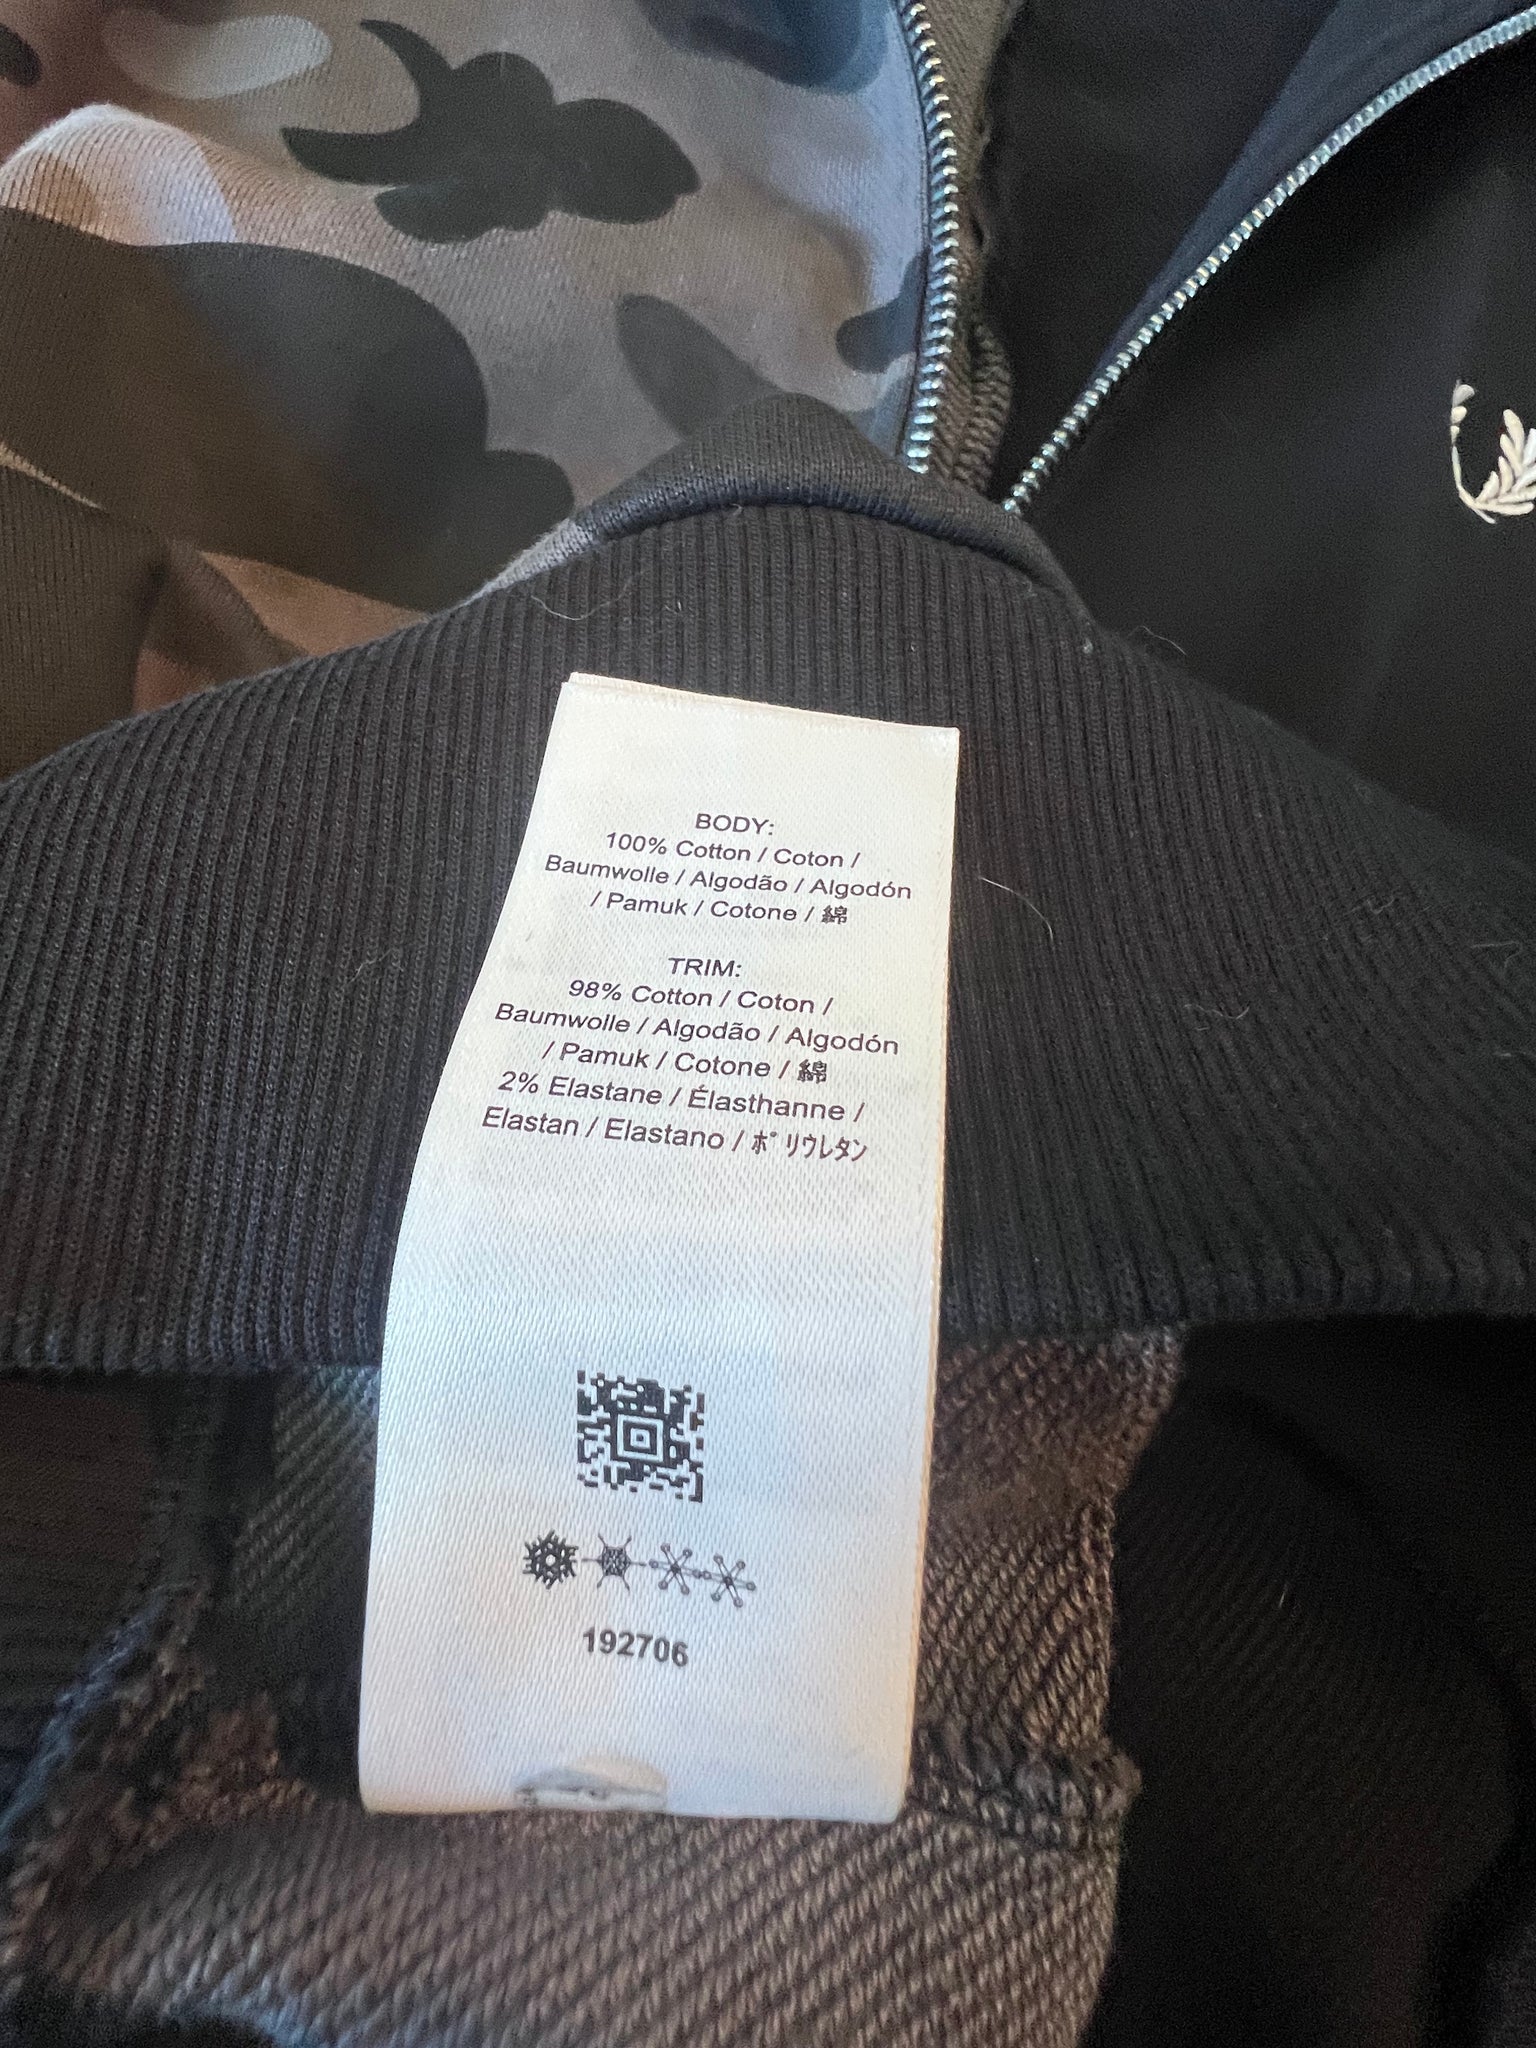 BODY:
100% Cotton / Coton /
Baumwolle / Algodão / Algodón
/ Pamuk / Cotone / 綿
TRIM:
98% Cotton / Coton /
Baumwolle / Algodão / Algodón
/ Pamuk / Cotone / 綿
2% Elastane / Élasthanne /
Elastan / Elastano / ポリウレタン
192706